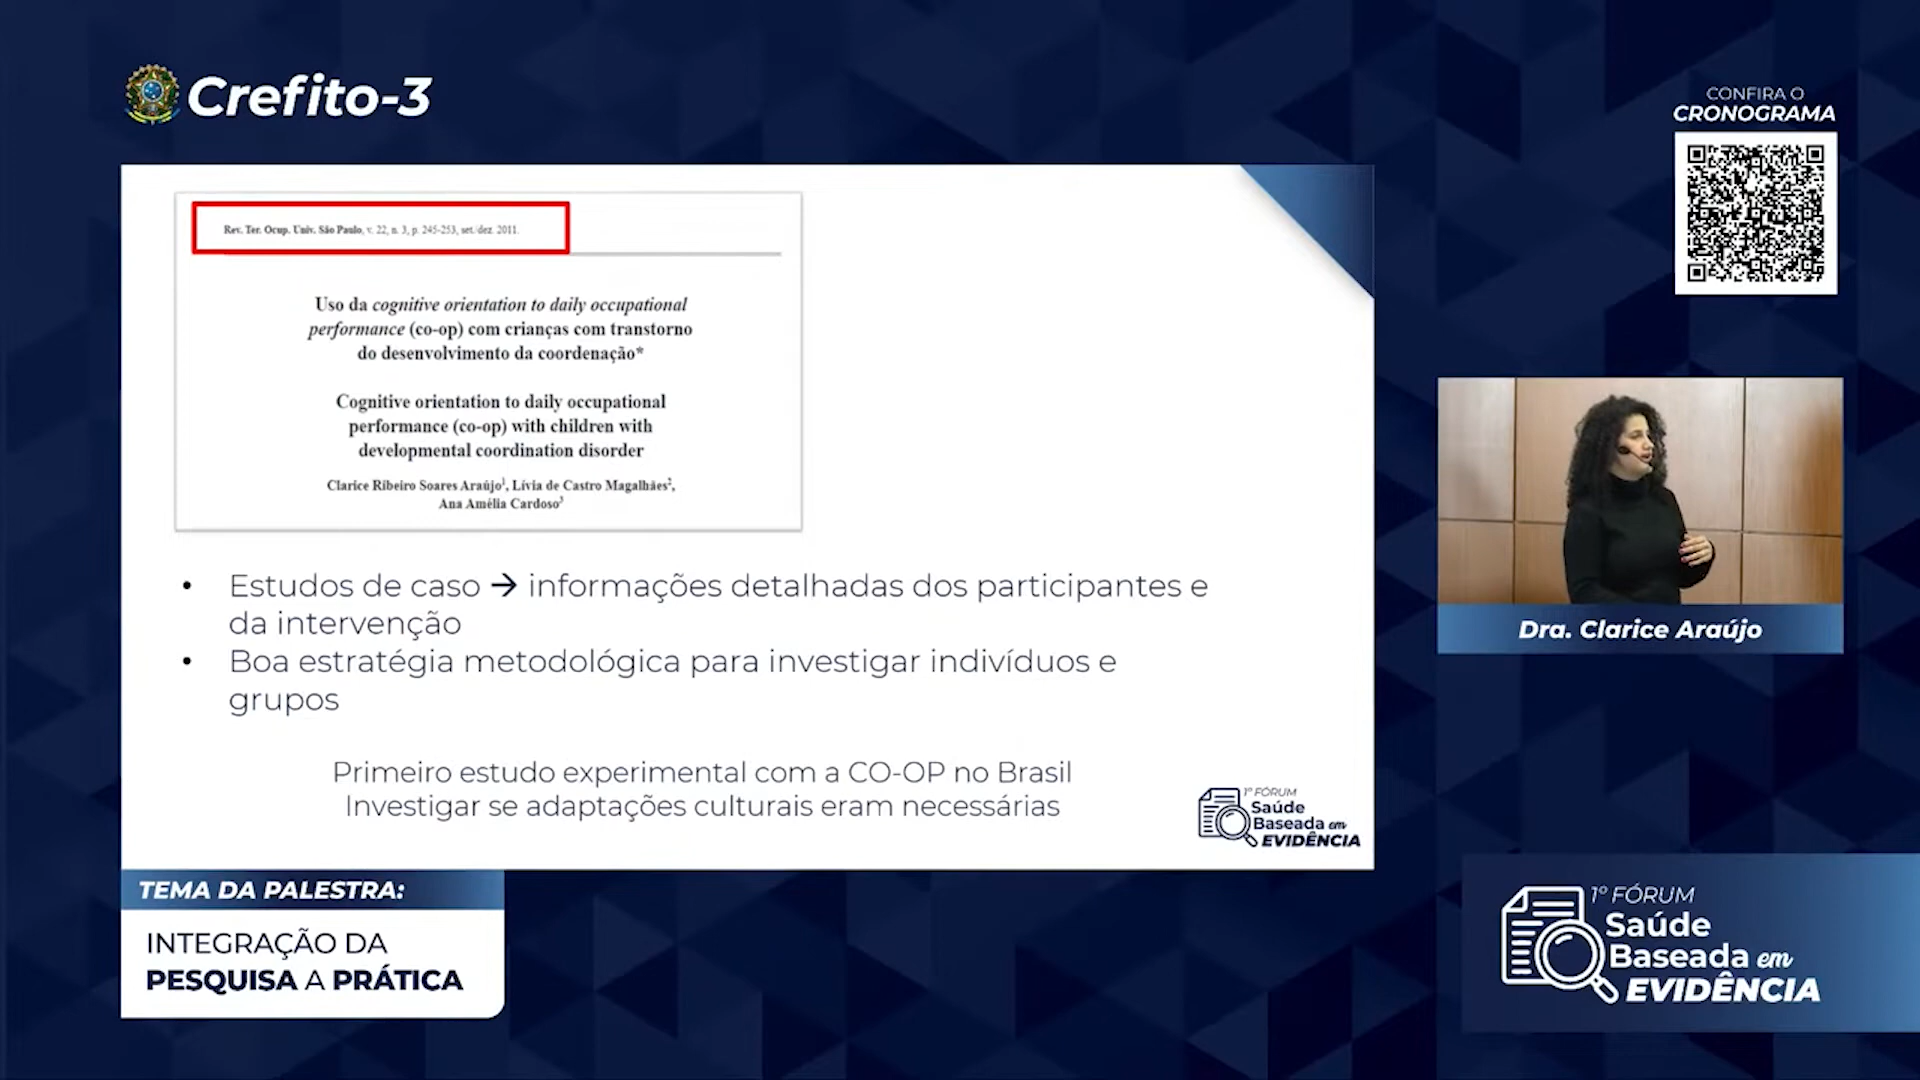 Crefito-3
CONFIRA O
CRONOGRAMA
Rev. Ter. Ocup. Univ. São Paulo, v. 22, n. 3, p. 245-253, set./dez. 2011.
Uso da cognitive orientation to daily occupational
performance (co-op) com crianças com transtorno
do desenvolvimento da coordenação*
Cognitive orientation to daily occupational
performance (co-op) with children with
developmental coordination disorder
Clarice Ribeiro Soares Araújo1, Lívia de Castro Magalhães2,
Ana Amélia Cardoso3
• Estudos de caso → informações detalhadas dos participantes e
da intervenção
• Boa estratégia metodológica para investigar indivíduos e
grupos
Primeiro estudo experimental com a CO-OP no Brasil
Investigar se adaptações culturais eram necessárias
1º FÓRUM
Saúde
Baseada em
EVIDÊNCIA
Dra. Clarice Araújo
TEMA DA PALESTRA:
INTEGRAÇÃO DA
PESQUISA A PRÁTICA
1º FÓRUM
Saúde
Baseada em
EVIDÊNCIA